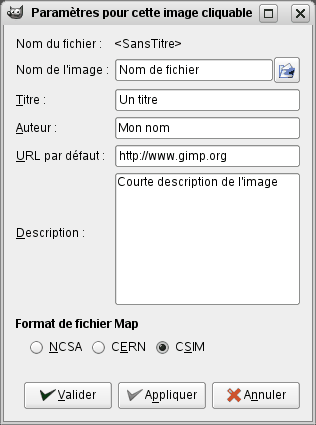 Paramètres pour cette image cliquable
Nom du fichier : <SansTitre>
Nom de l'image : Nom de fichier
Titre : Un titre
Auteur : Mon nom
URL par défaut : http://www.gimp.org
Description : Courte description de l'image
Format de fichier Map
NCSA CERN CSIM
Valider Appliquer Annuler